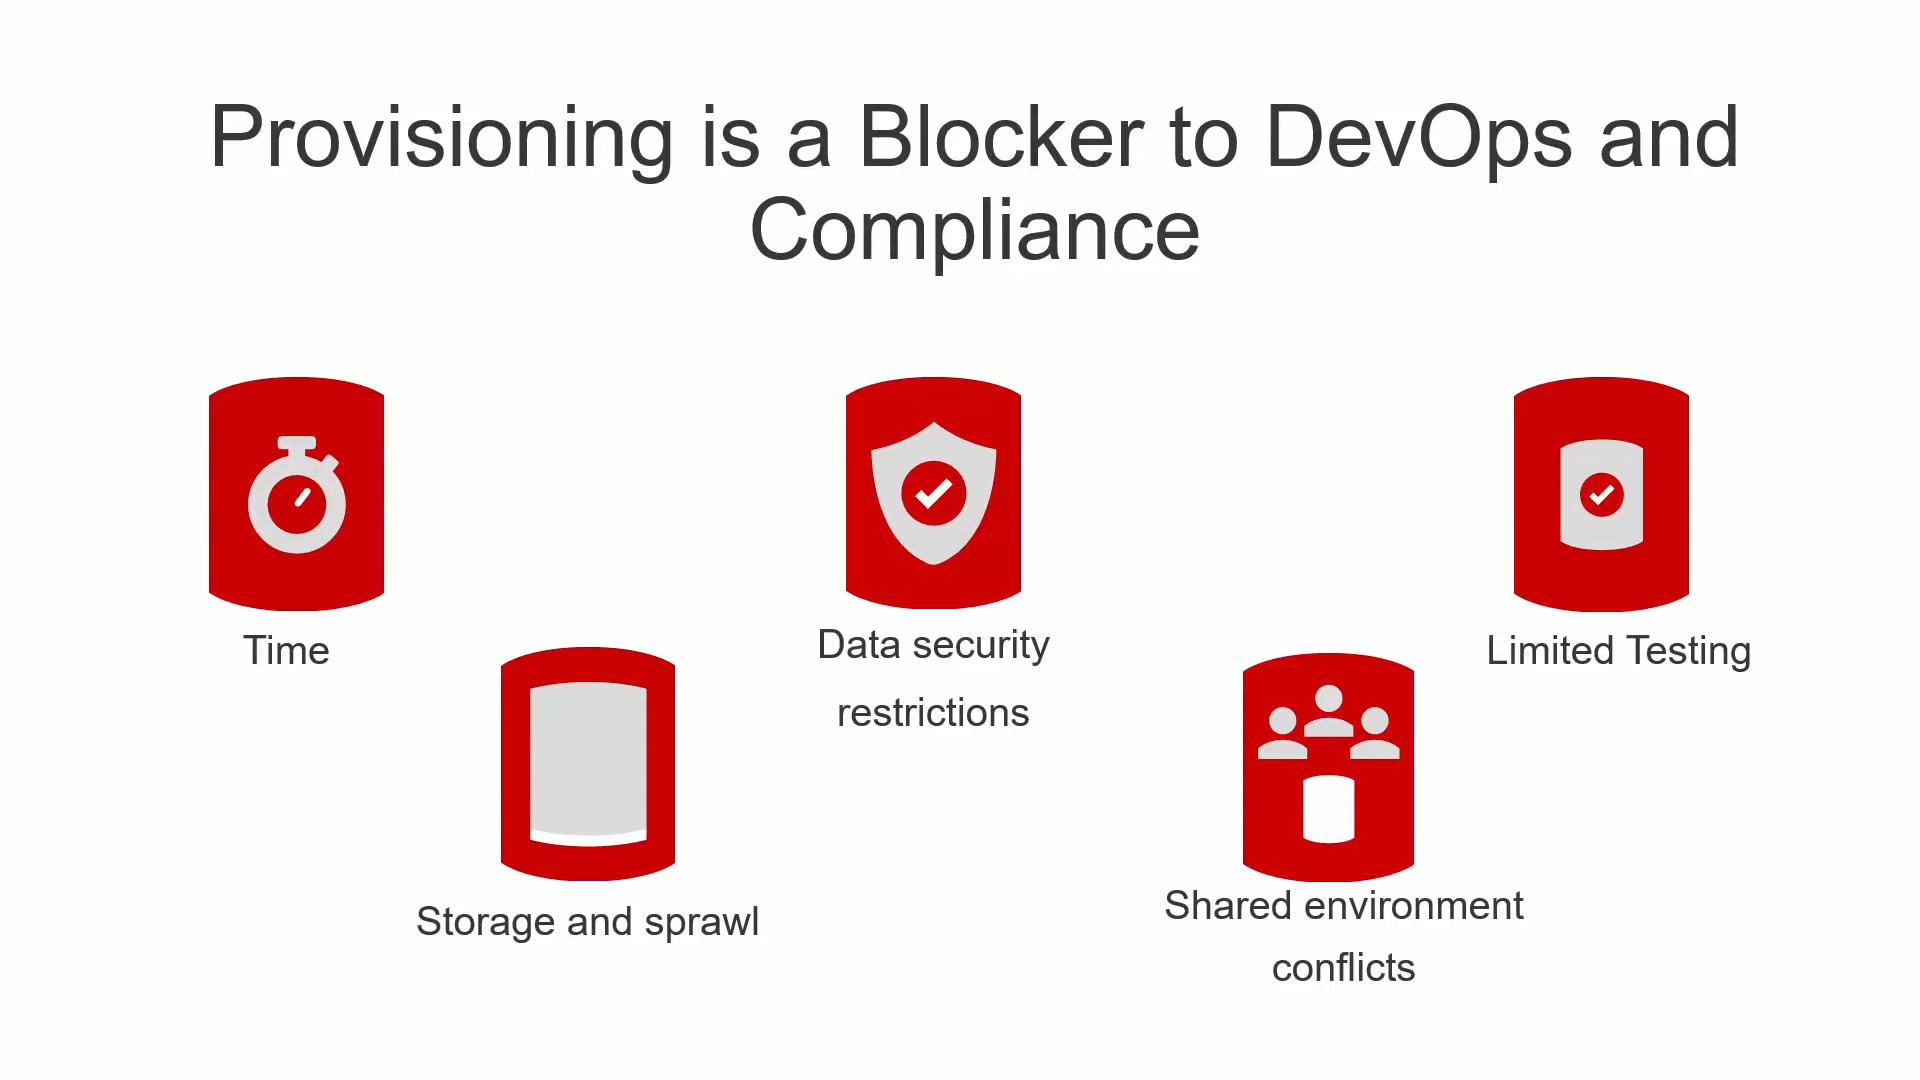 Provisioning is a Blocker to DevOps and
Compliance
Time
Storage and sprawl
Data security
restrictions
Shared environment
conflicts
Limited Testing